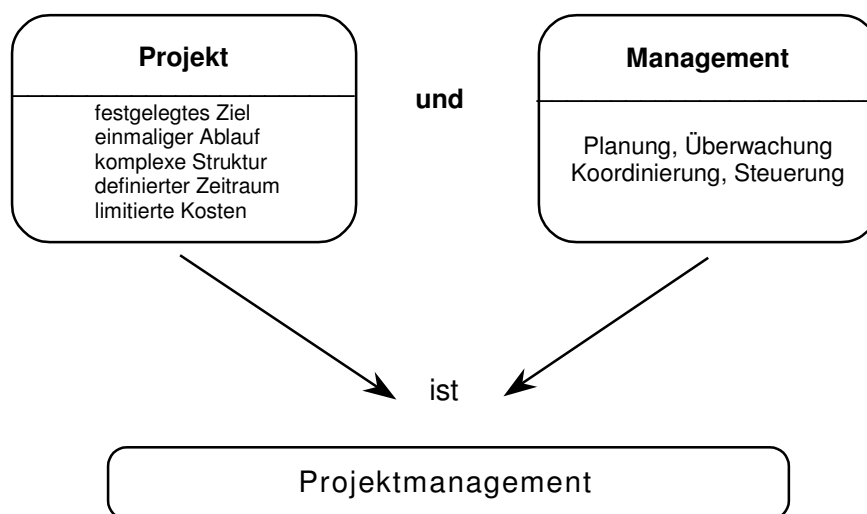 Projekt
festgelegtes Ziel
einmaliger Ablauf
komplexe Struktur
definierter Zeitraum
limitierte Kosten
und
Management
Planung, Überwachung
Koordinierung, Steuerung
ist
Projektmanagement